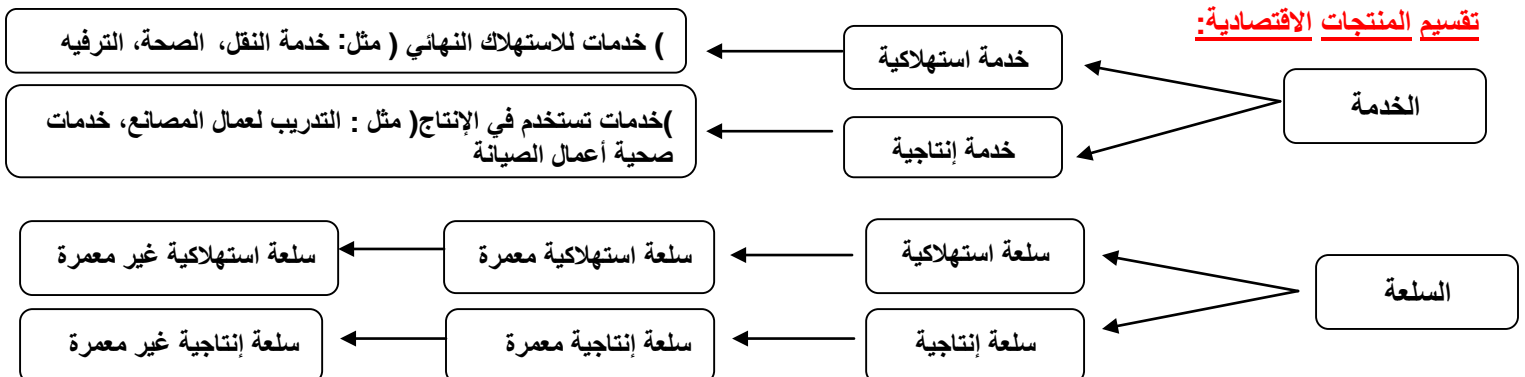 تقسيم المنتجات الاقتصادية:
الخدمة
خدمة استهلاكية
) خدمات للاستهلاك النهائي ( مثل: خدمة النقل، الصحة، الترفيه
خدمة إنتاجية
)خدمات تستخدم في الإنتاج( مثل : التدريب لعمال المصانع، خدمات
صحية أعمال الصيانة
السلعة
سلعة استهلاكية
سلعة استهلاكية معمرة
سلعة استهلاكية غير معمرة
سلعة إنتاجية
سلعة إنتاجية معمرة
سلعة إنتاجية غير معمرة